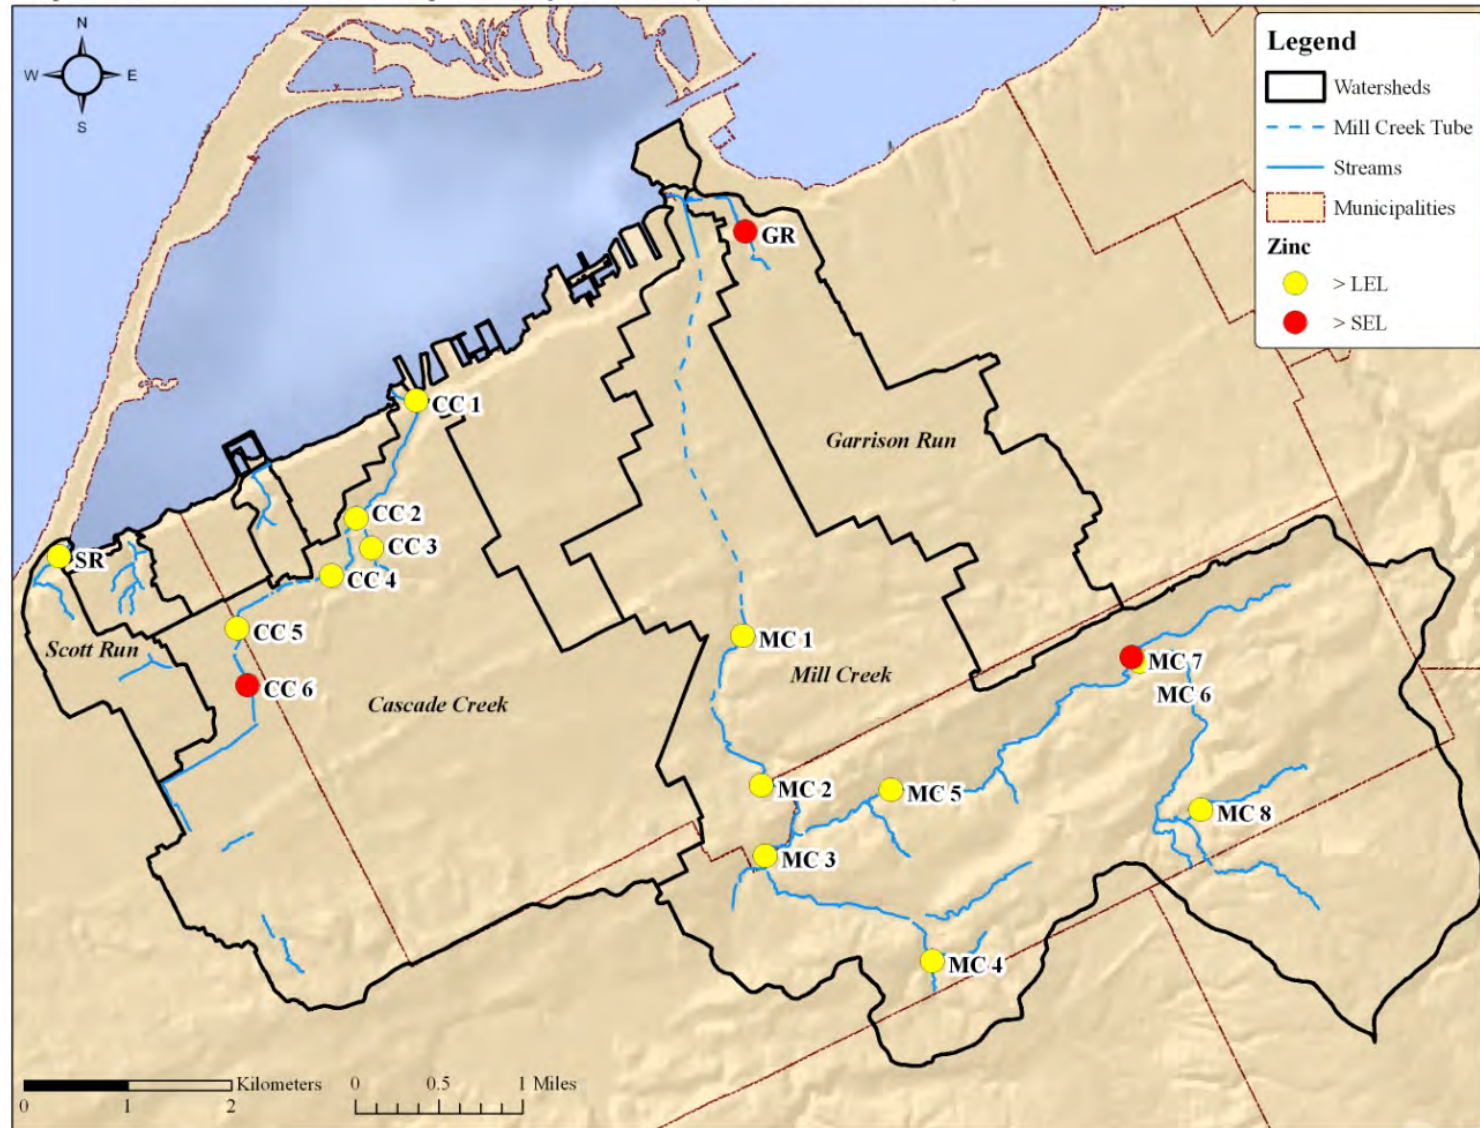 N
W E
S
Legend
Watersheds
Mill Creek Tube
Streams
Municipalities
Zinc
> LEL
> SEL
GR
CC 1
Garrison Run
CC 2
CC 3
SR
CC 4
CC 5
MC 1
Scott Run
MC 7
Mill Creek
CC 6
MC 6
Cascade Creek
MC 2
MC 5
MC 8
MC 3
MC 4
Kilometers
0 1 2
0 0.5 1 Miles